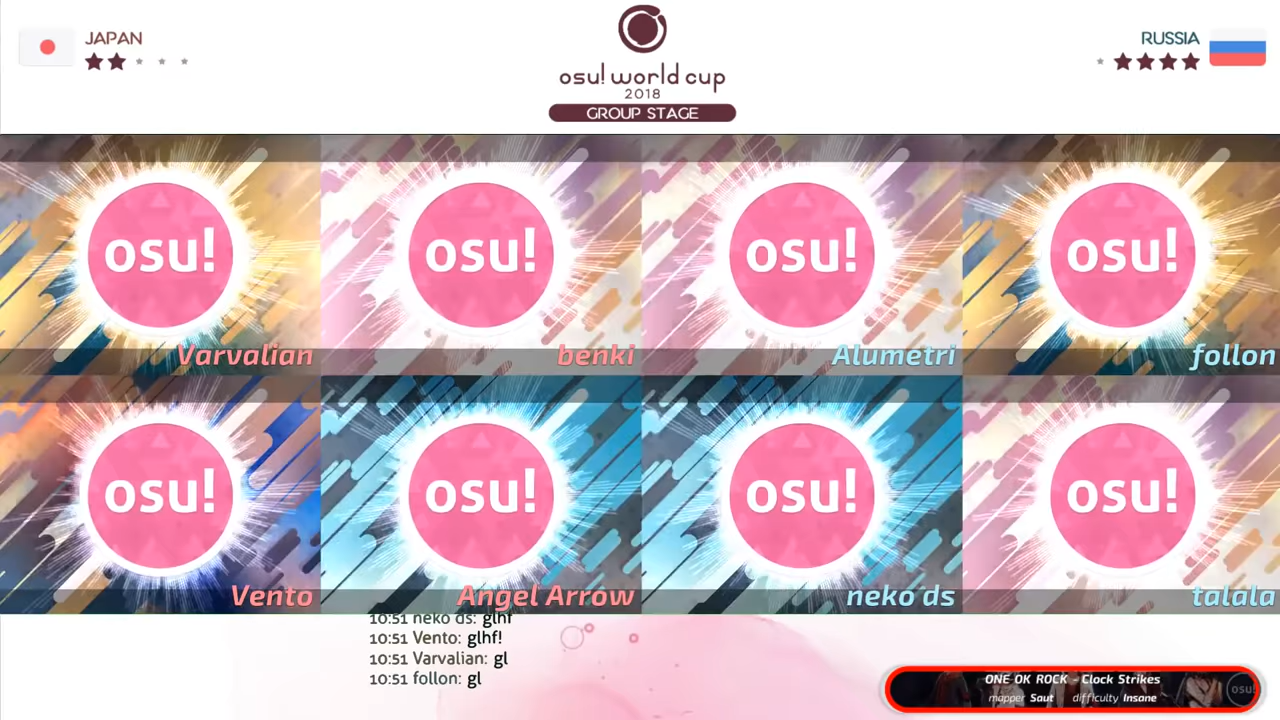 JAPAN
RUSSIA
osu! world cup
2018
GROUP STAGE
osu!
osu!
osu!
osu!
Varvalian
benki
Alumetri
follon
osu!
osu!
osu!
osu!
Vento
Angel Arrow
neko ds
talala
10:51 neko ds: glhf
10:51 Vento: glhf!
10:51 Varvalian: gl
10:51 follon: gl
ONE OK ROCK - Clock Strikes
mapper Saut difficulty Insane
osu!